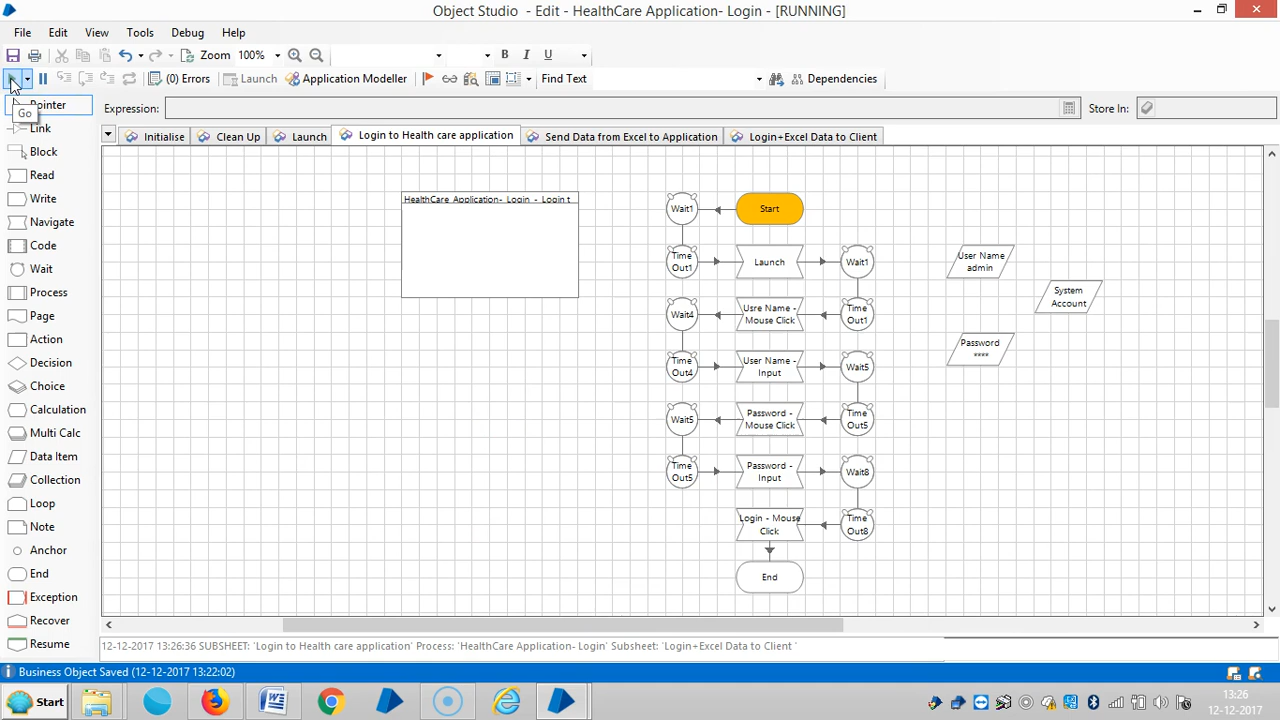 Object Studio - Edit - HealthCare Application- Login - [RUNNING]
File Edit View Tools Debug Help
Zoom 100% B I U
(0) Errors Launch Application Modeller Find Text Dependencies
Go
Pointer
Expression: Store In:
Initialise Clean Up Launch Login to Health care application Send Data from Excel to Application Login+Excel Data to Client
Link
Block
Read
Write
Navigate
Code
Wait
Process
Page
Action
Decision
Choice
Calculation
Multi Calc
Data Item
Collection
Loop
Note
Anchor
End
Exception
Recover
Resume
HealthCare Application- Login - Login t
Wait1
Start
Time
Out1
Launch
Wait1
User Name
admin
System
Account
Wait4
Usre Name -
Mouse Click
Time
Out1
Password
****
Time
Out4
User Name -
Input
Wait5
Wait5
Password -
Mouse Click
Time
Out5
Time
Out5
Password -
Input
Wait8
Login - Mouse
Click
Time
Out8
End
12-12-2017 13:26:36 SUBSHEET: 'Login to Health care application' Process: 'HealthCare Application- Login' Subsheet: 'Login+Excel Data to Client '
Business Object Saved (12-12-2017 13:22:02)
Start
13:26
12-12-2017